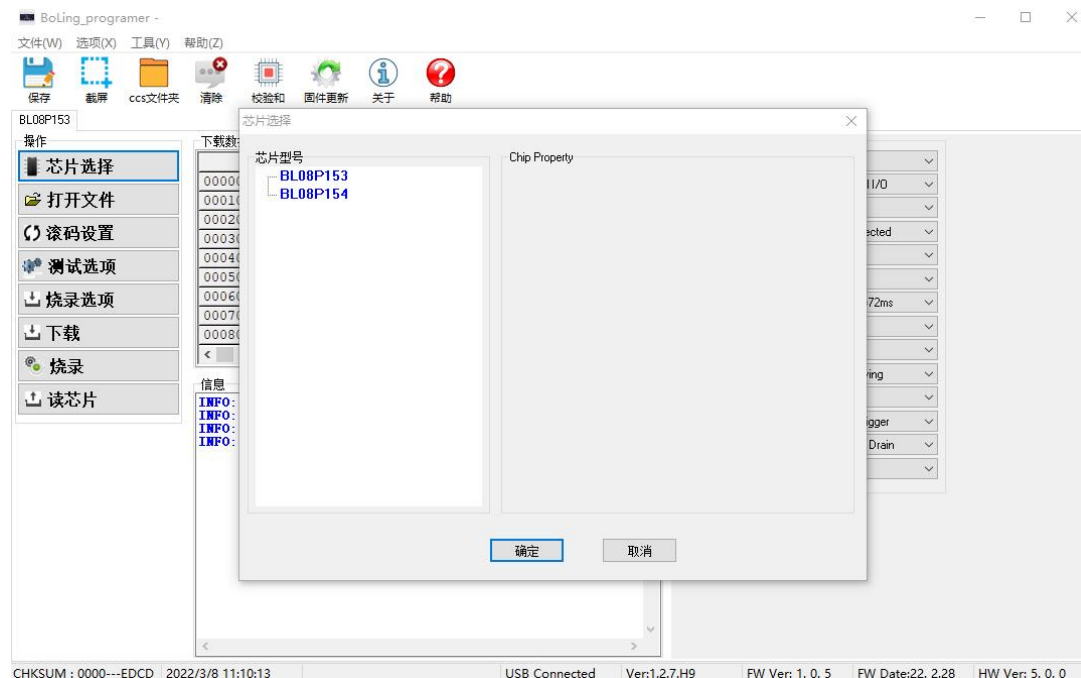 BoLing_programer -
文件(W) 选项(X) 工具(Y) 帮助(Z)
保存 截屏 ccs文件夹 清除 校验和 固件更新 关于 帮助
BL08P153
操作
芯片选择
打开文件
滚码设置
测试选项
烧录选项
下载
烧录
读芯片
下载数
0000
0001
0002
0003
0004
0005
0006
0007
0008
信息
INFO:
INFO:
INFO:
INFO:
芯片选择
芯片型号
BL08P153
BL08P154
Chip Property
确定 取消
I/O
72ms
Drain
CHKSUM : 0000---EDCD 2022/3/8 11:10:13 USB Connected Ver:1.2.7.H9 FW Ver: 1. 0. 5 FW Date:22. 2.28 HW Ver: 5. 0. 0